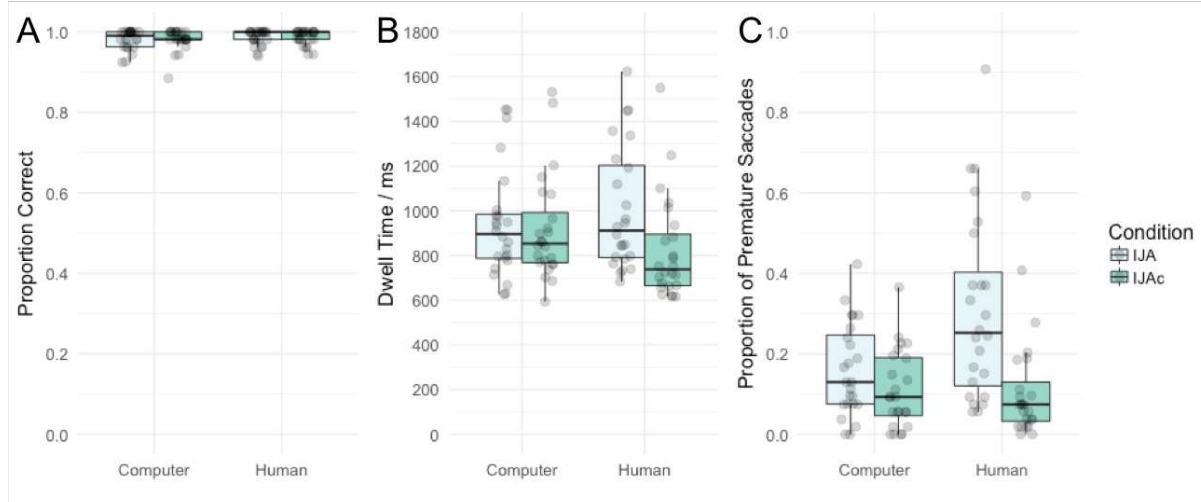 A
Proportion Correct
1.0
0.8
0.6
0.4
0.2
0.0
Computer
Human
B
Dwell Time / ms
1800
1600
1400
1200
1000
800
600
400
200
0
Computer
Human
C
Proportion of Premature Saccades
1.0
0.8
0.6
0.4
0.2
0.0
Computer
Human
Condition
IJA
IJAc